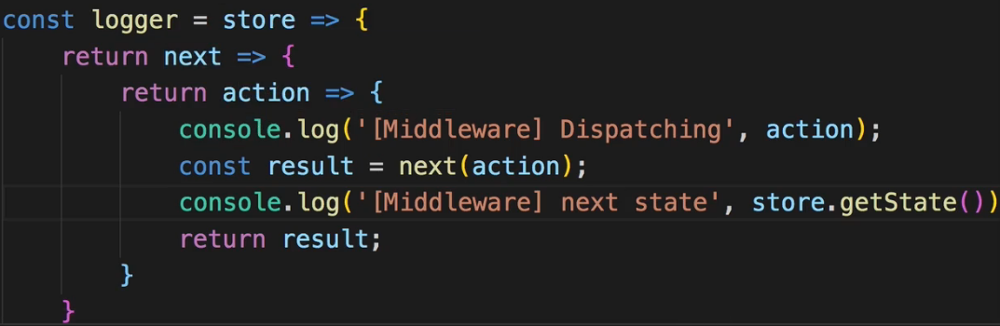 const logger = store => {
    return next => {
        return action => {
            console.log('[Middleware] Dispatching', action);
            const result = next(action);
            console.log('[Middleware] next state', store.getState())
            return result;
        }
    }